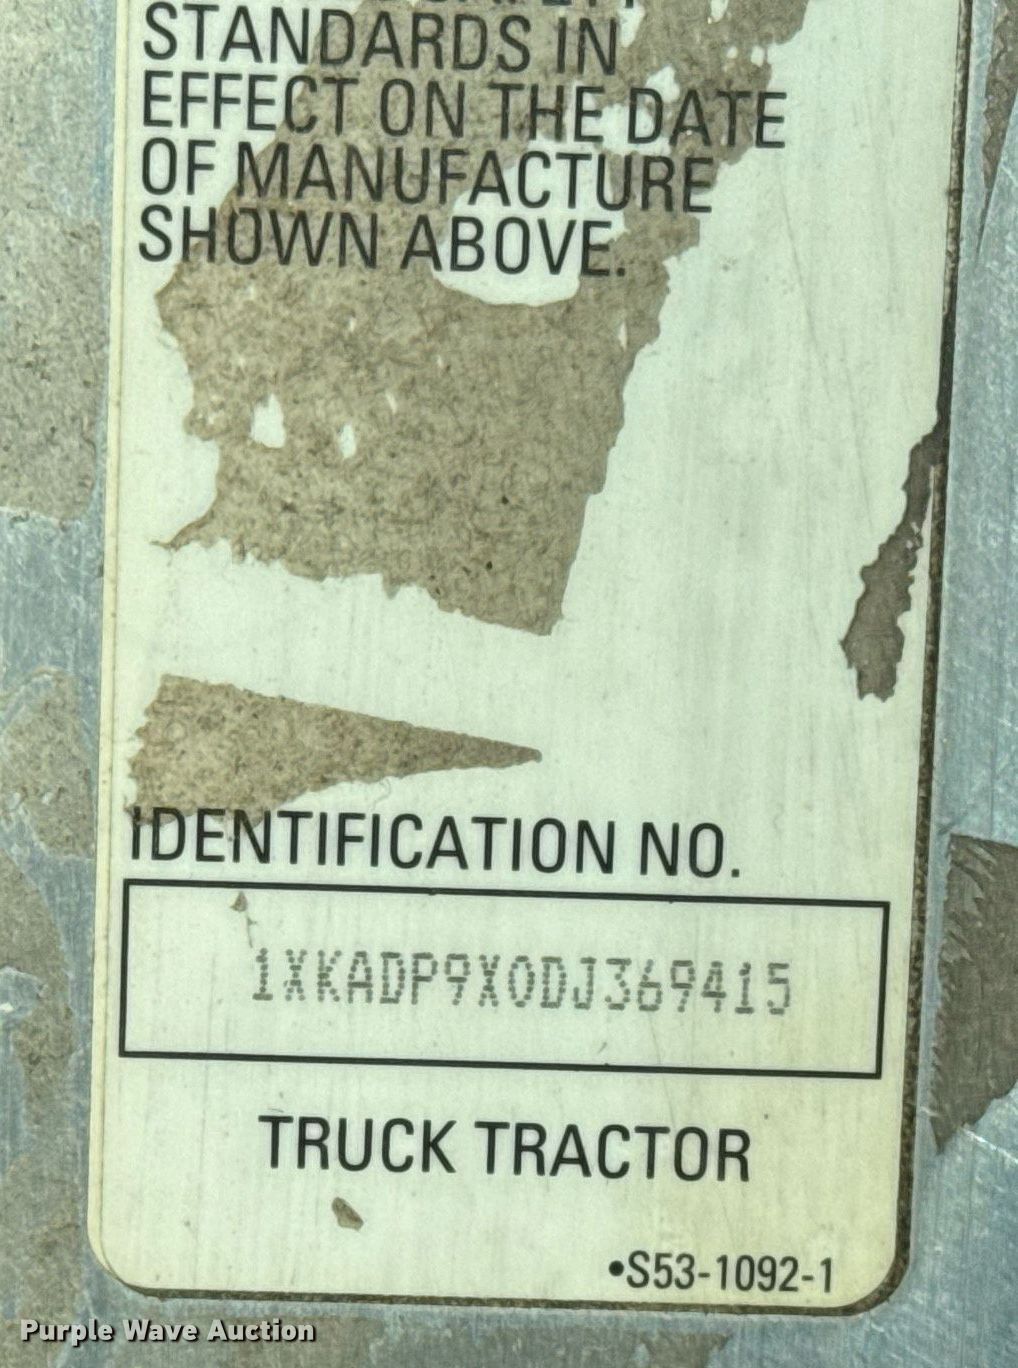 STANDARDS IN
EFFECT ON THE DATE
OF MANUFACTURE
SHOWN ABOVE.
IDENTIFICATION NO.
1XKADP9X0DJ369415
TRUCK TRACTOR
•S53-1092-1
Purple Wave Auction